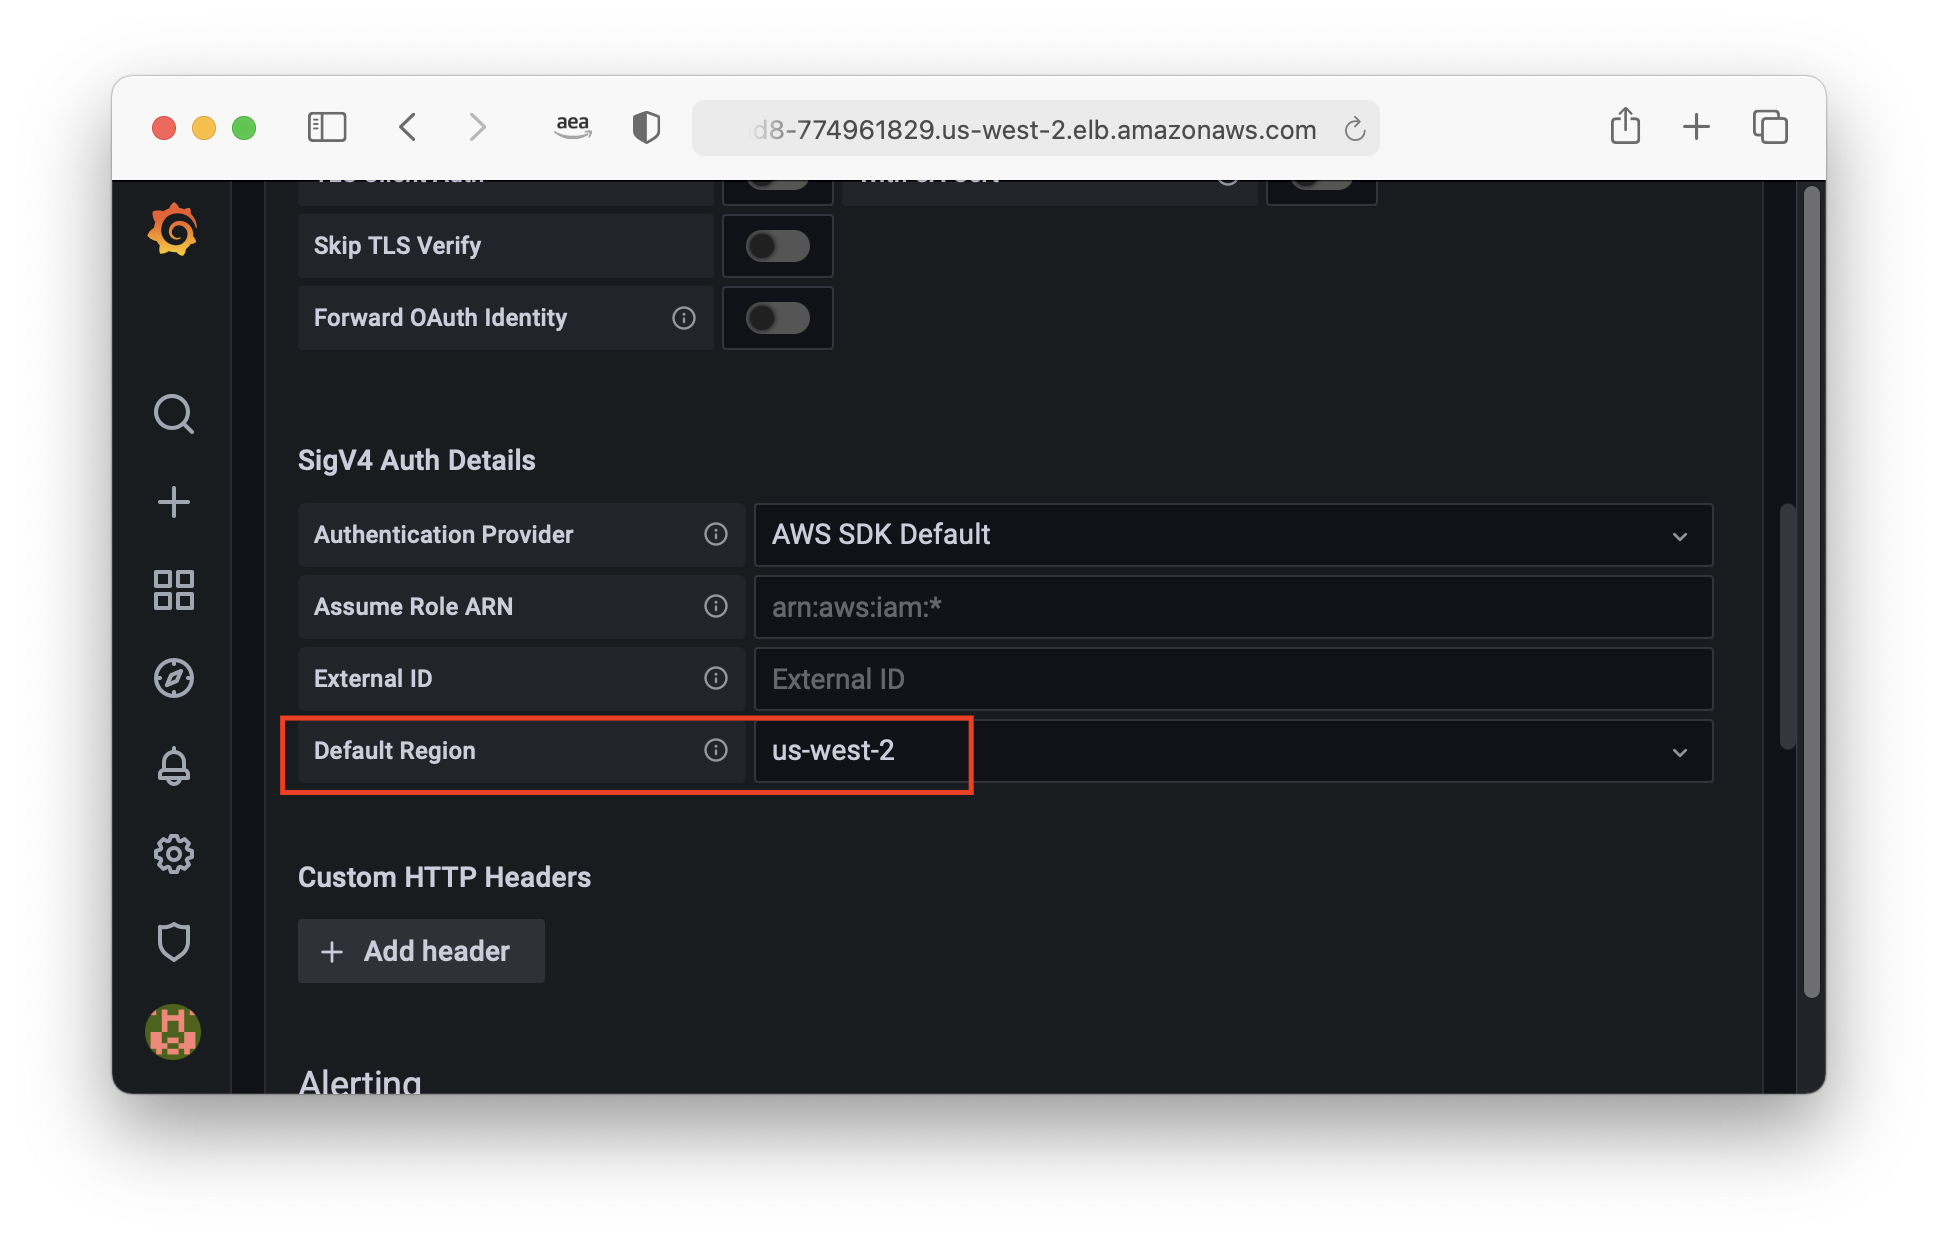 aea
d8-774961829.us-west-2.elb.amazonaws.com
Skip TLS Verify
Forward OAuth Identity
SigV4 Auth Details
Authentication Provider AWS SDK Default
Assume Role ARN arn:aws:iam:*
External ID External ID
Default Region us-west-2
Custom HTTP Headers
+ Add header
Alerting